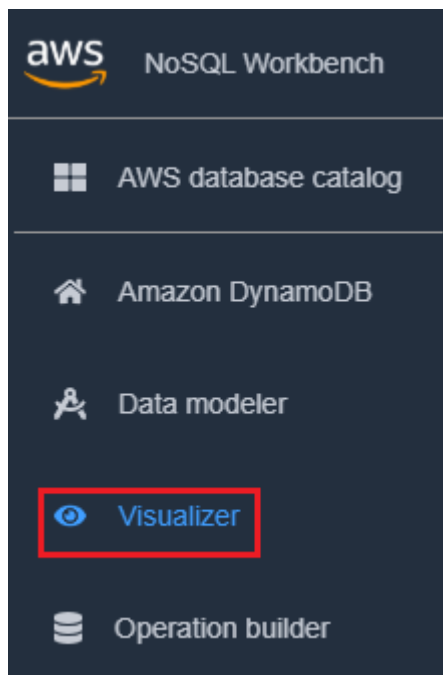 aws NoSQL Workbench
AWS database catalog
Amazon DynamoDB
Data modeler
Visualizer
Operation builder